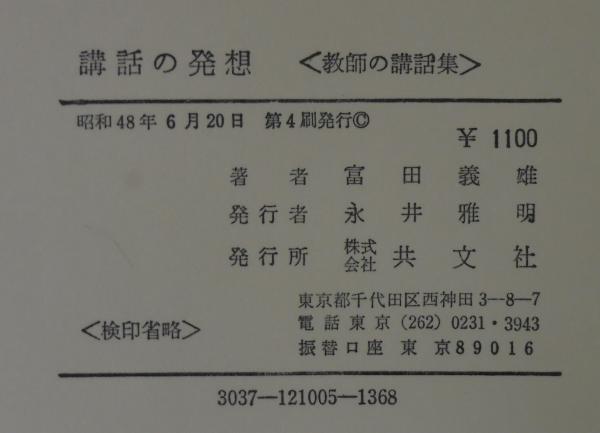 講話の発想 <教師の講話集>
昭和48年6月20日 第4刷発行©
¥ 1100
著者 富田義雄
発行者 永井雅明
発行所 株式会社 共文社
東京都千代田区西神田3—8—7
電話東京(262)0231・3943
<検印省略>
振替口座 東京89016
3037—121005—1368